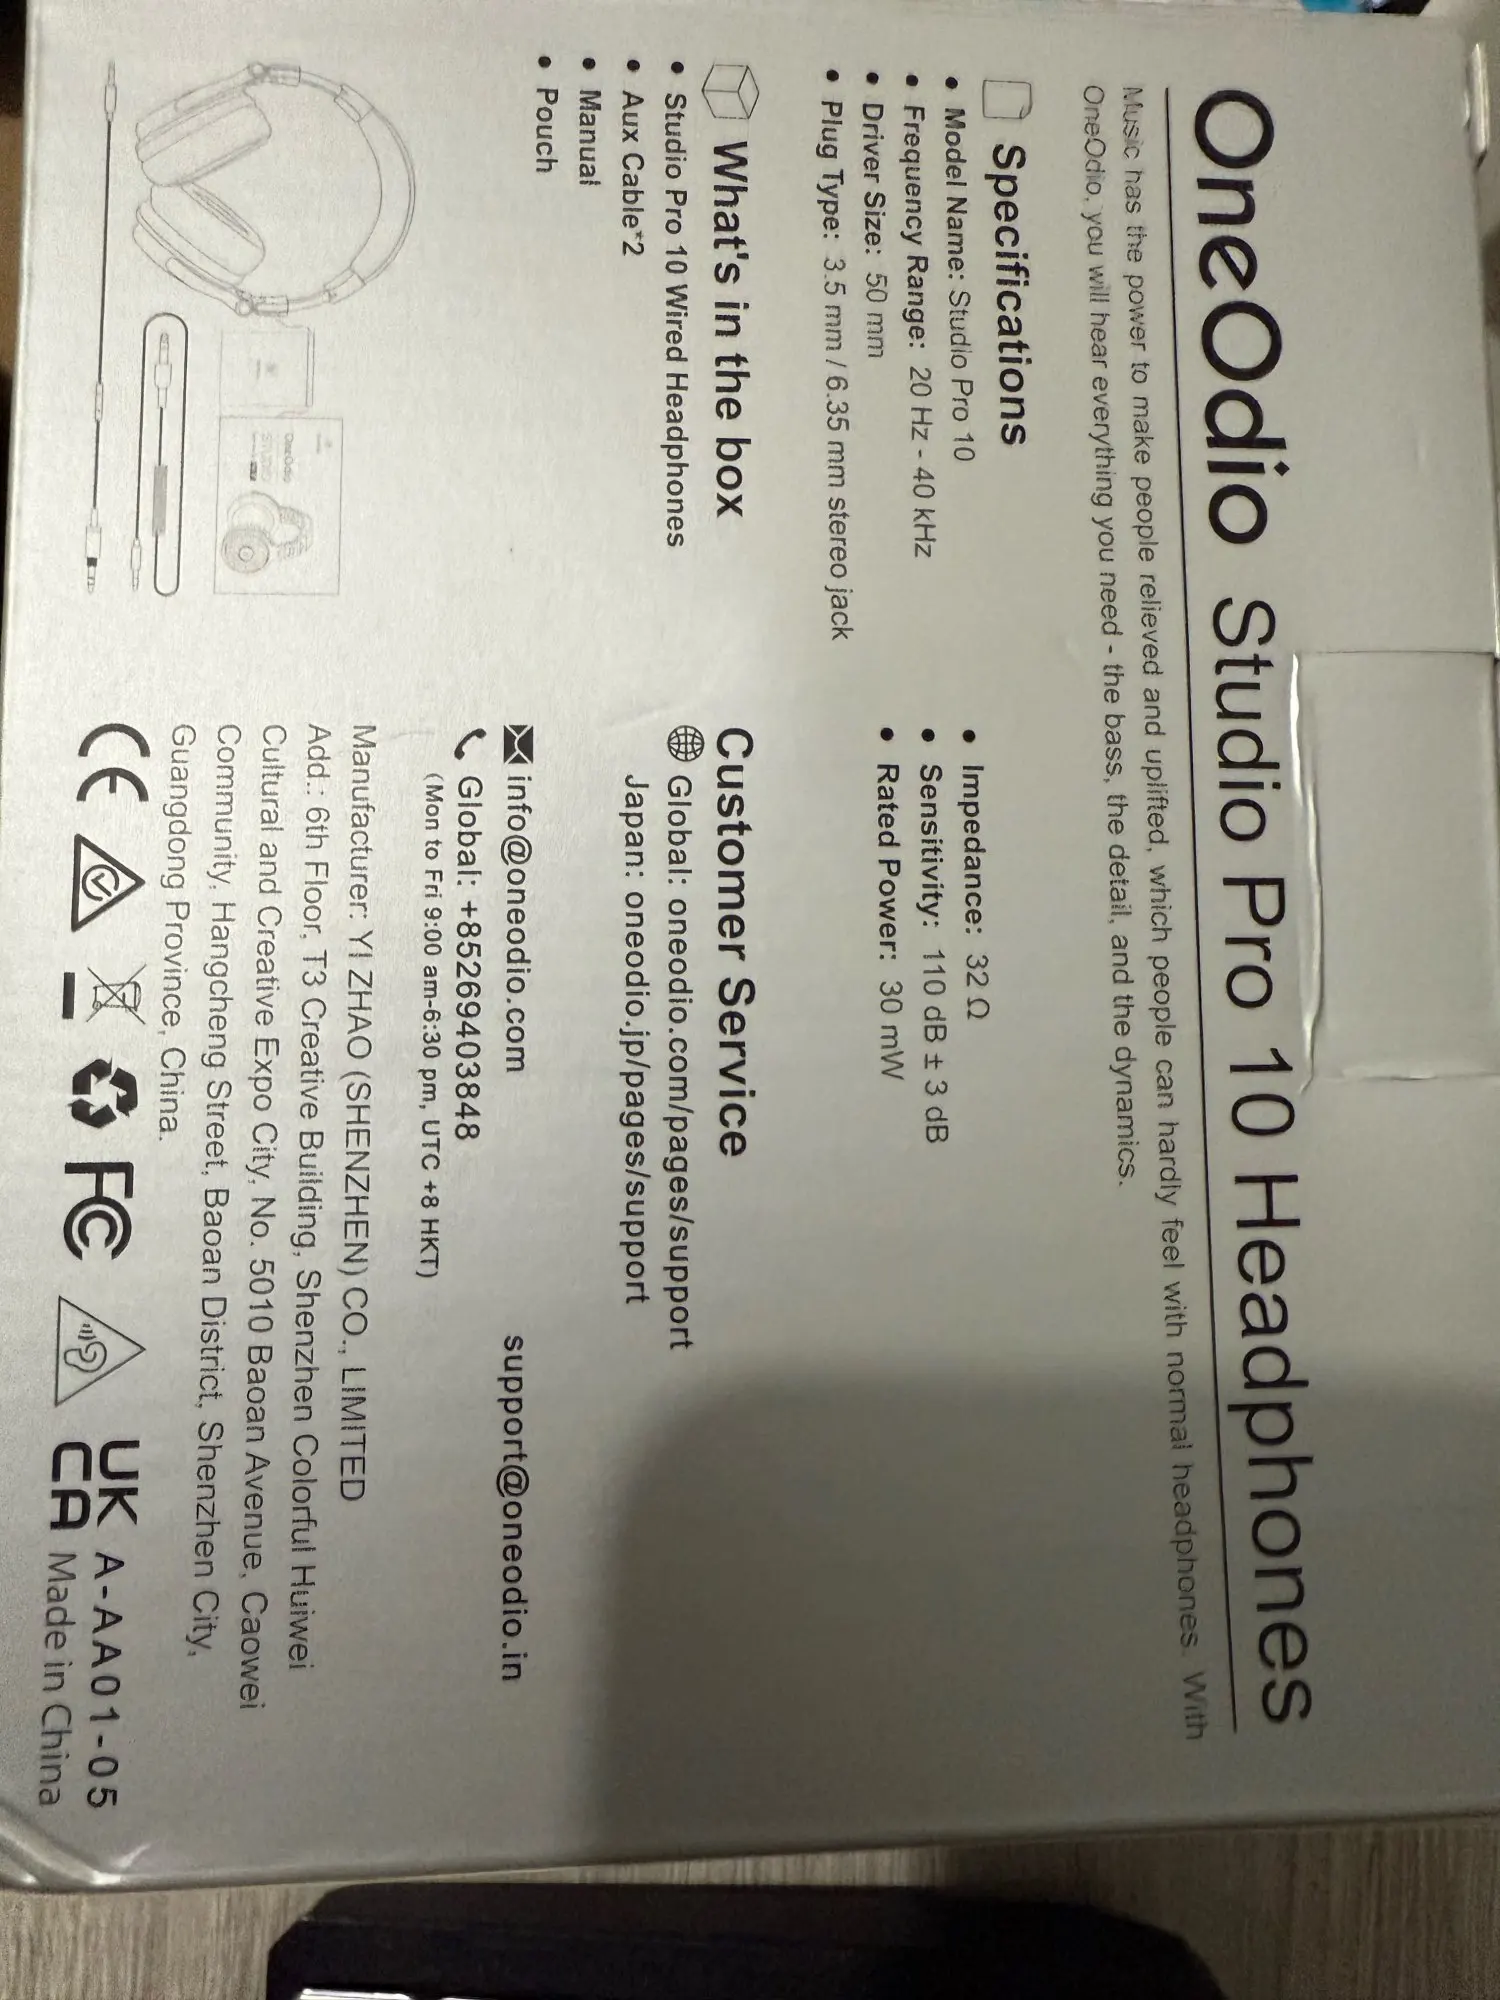 OneOdio Studio Pro 10 Headphones
Music has the power to make people relieved and uplifted, which people can hardly feel with normal headphones. With
OneOdio, you will hear everything you need - the bass, the detail, and the dynamics.
Specifications
• Model Name: Studio Pro 10
• Frequency Range: 20 Hz - 40 kHz
• Driver Size: 50 mm
• Plug Type: 3.5 mm / 6.35 mm stereo jack
• Impedance: 32 Ω
• Sensitivity: 110 dB ± 3 dB
• Rated Power: 30 mW
What's in the box
• Studio Pro 10 Wired Headphones
• Aux Cable*2
• Manual
• Pouch
OneOdio
STUDIO
Customer Service
Global: oneodio.com/pages/support
Japan: oneodio.jp/pages/support
info@oneodio.com support@oneodio.in
Global: +85269403848
(Mon to Fri 9:00 am-6:30 pm, UTC +8 HKT)
Manufacturer: YI ZHAO (SHENZHEN) CO., LIMITED
Add.: 6th Floor, T3 Creative Building, Shenzhen Colorful Huiwei
Cultural and Creative Expo City, No. 5010 Baoan Avenue, Caowei
Community, Hangcheng Street, Baoan District, Shenzhen City,
Guangdong Province, China.
CE FC UK CA A-AA01-05
Made in China